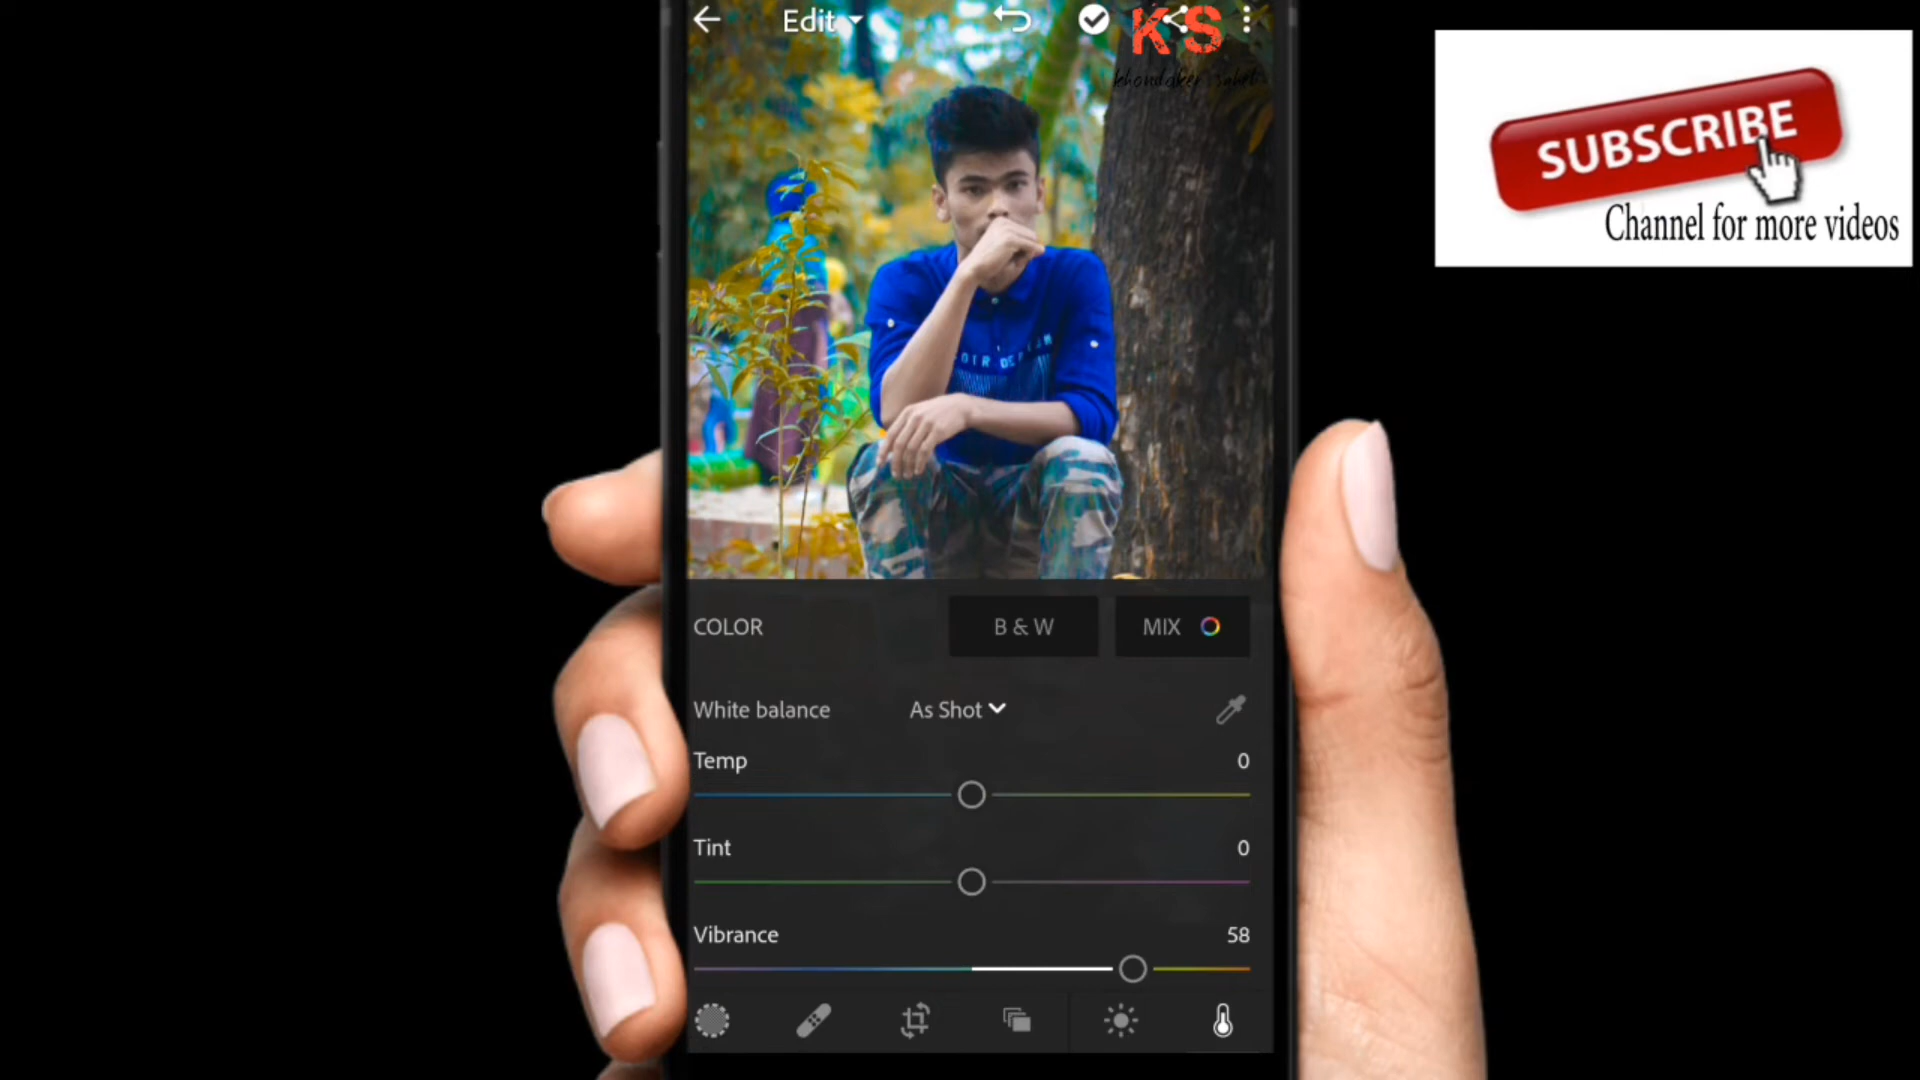 Edit
KS
SUBSCRIBE
Channel for more videos
COLOR
B & W
MIX
White balance
As Shot
Temp
0
Tint
0
Vibrance
58